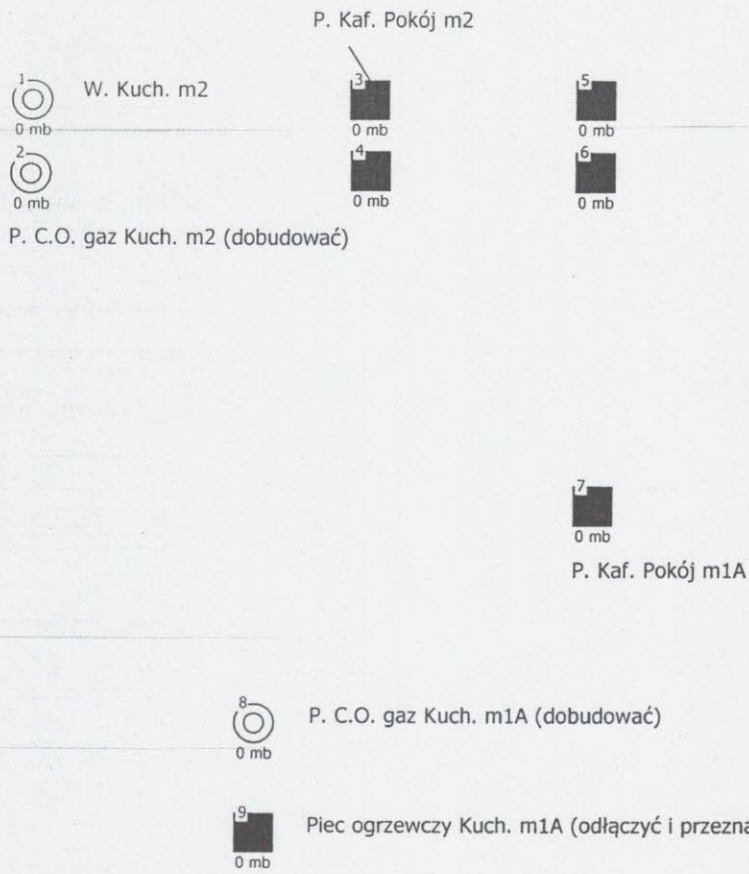 P. Kaf. Pokój m2
1 W. Kuch. m2 3 5
0 mb 0 mb 0 mb
2 4 6
0 mb 0 mb 0 mb
P. C.O. gaz Kuch. m2 (dobudować)
7
0 mb
P. Kaf. Pokój m1A
8 P. C.O. gaz Kuch. m1A (dobudować)
0 mb
9 Piec ogrzewczy Kuch. m1A (odłączyć i
0 mb